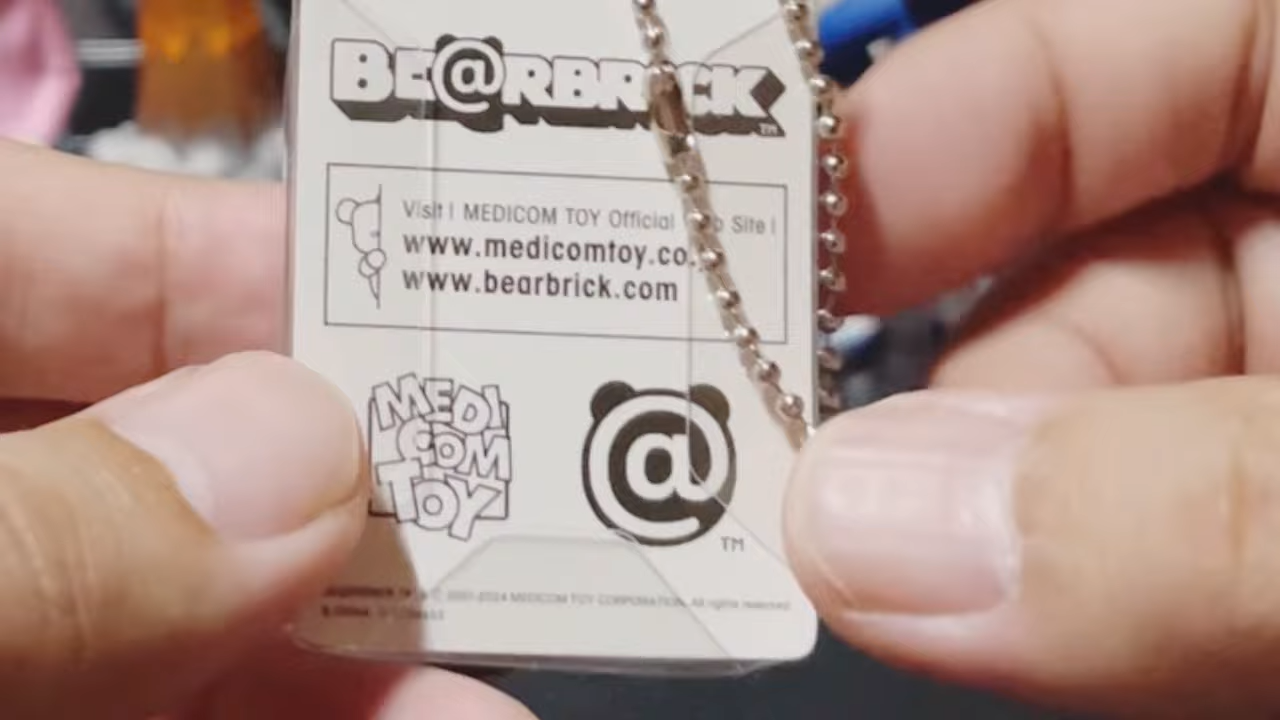 BE@RBRICK TM
Visit! MEDICOM TOY Official Site!
www.medicomtoy.co.
www.bearbrick.com
MEDI
COM
TOY
@
TM
2001-2024 MEDICOM TOY CORPORATION. All rights reserved.